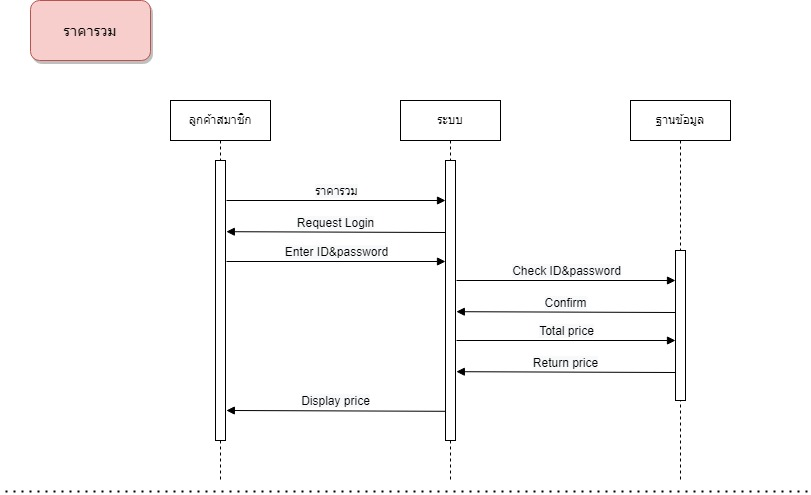 ราคารวม
ลูกค้าสมาชิก
ระบบ
ฐานข้อมูล
ราคารวม
Request Login
Enter ID&password
Check ID&password
Confirm
Total price
Return price
Display price